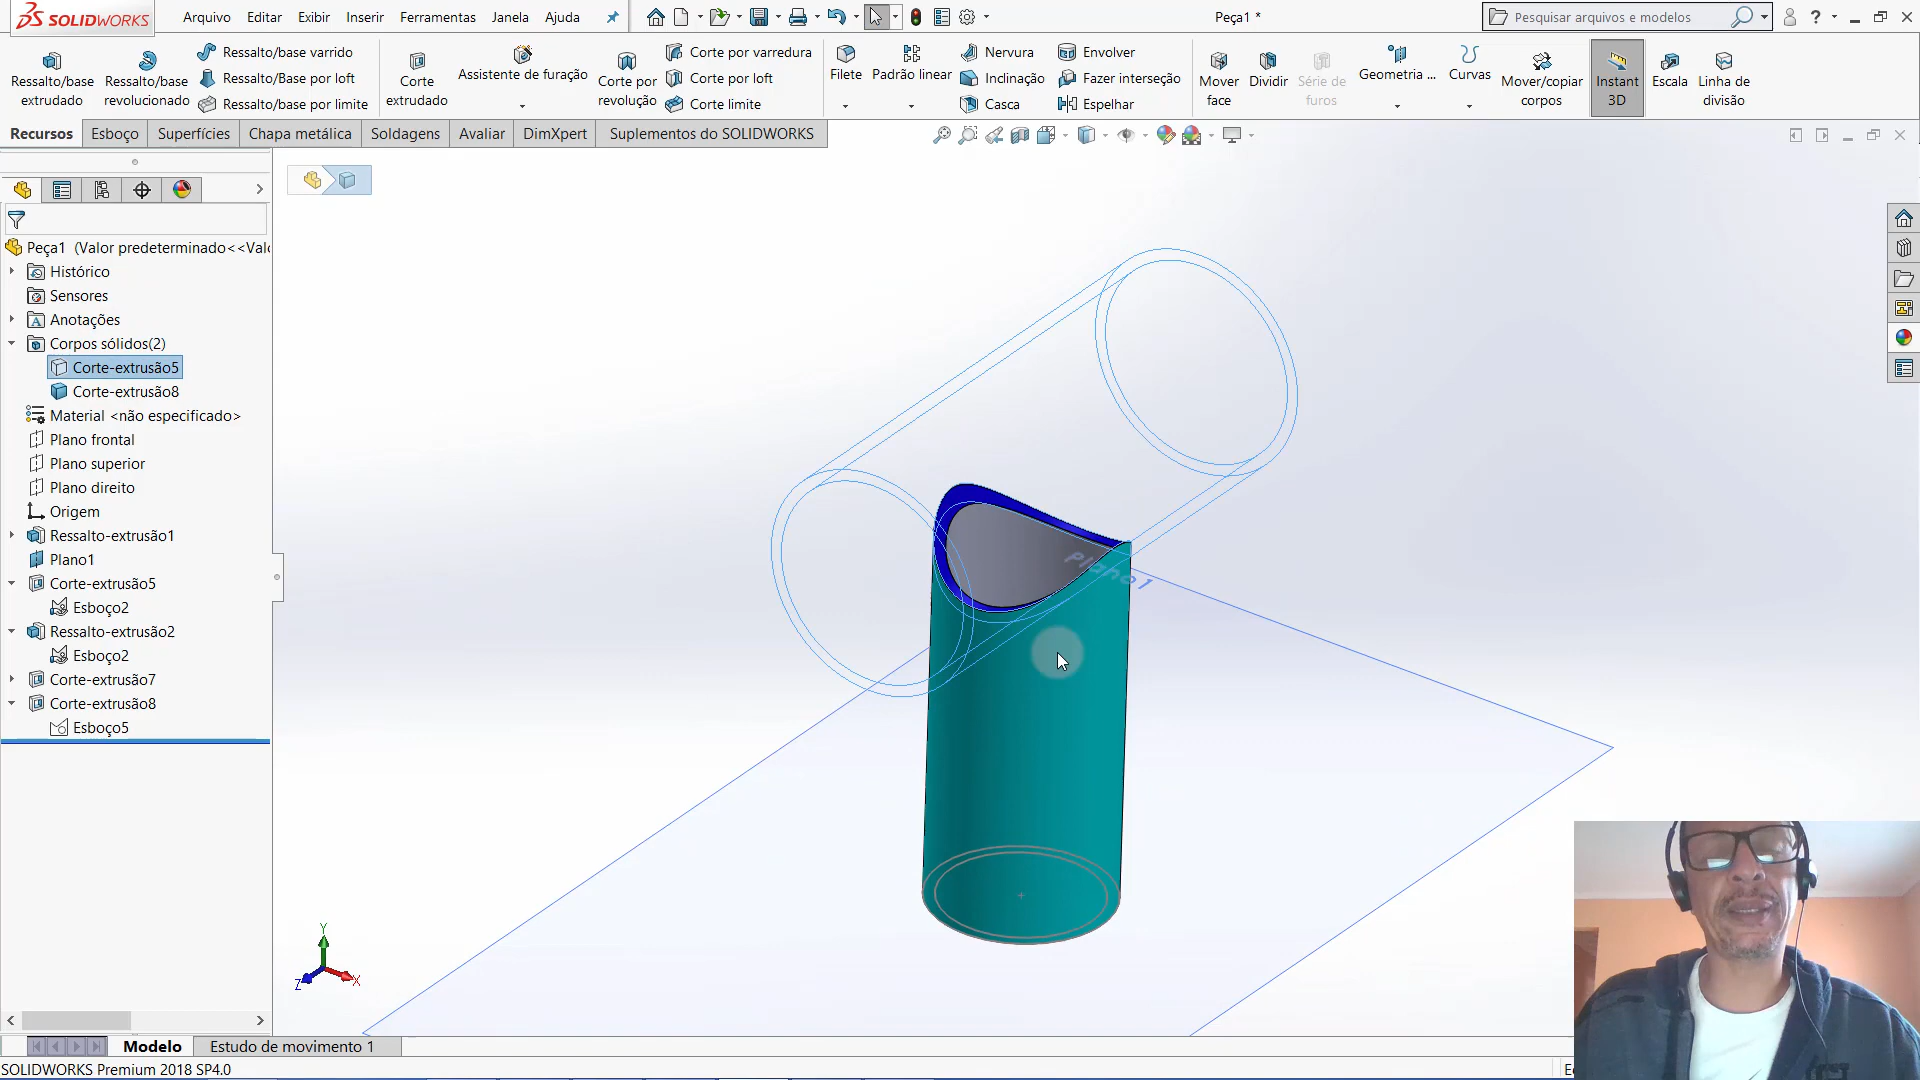 SOLIDWORKS
Arquivo Editar Exibir Inserir Ferramentas Janela Ajuda
Peça1 *
Pesquisar arquivos e modelos
Ressalto/base extrudado
Ressalto/base revolucionado
Ressalto/base varrido
Ressalto/Base por loft
Ressalto/base por limite
Corte extrudado
Assistente de furação
Corte por revolução
Corte por varredura
Corte por loft
Corte limite
Filete
Padrão linear
Nervura
Inclinação
Casca
Envolver
Fazer interseção
Espelhar
Mover face
Dividir
Série de furos
Geometria ...
Curvas
Mover/copiar corpos
Instant 3D
Escala
Linha de divisão
Recursos Esboço Superfícies Chapa metálica Soldagens Avaliar DimXpert Suplementos do SOLIDWORKS
Peça1 (Valor predeterminado<<Val
Histórico
Sensores
Anotações
Corpos sólidos(2)
Corte-extrusão5
Corte-extrusão8
Material <não especificado>
Plano frontal
Plano superior
Plano direito
Origem
Ressalto-extrusão1
Plano1
Corte-extrusão5
Esboço2
Ressalto-extrusão2
Esboço2
Corte-extrusão7
Corte-extrusão8
Esboço5
Plano1
Y
Z
X
Modelo Estudo de movimento 1
SOLIDWORKS Premium 2018 SP4.0